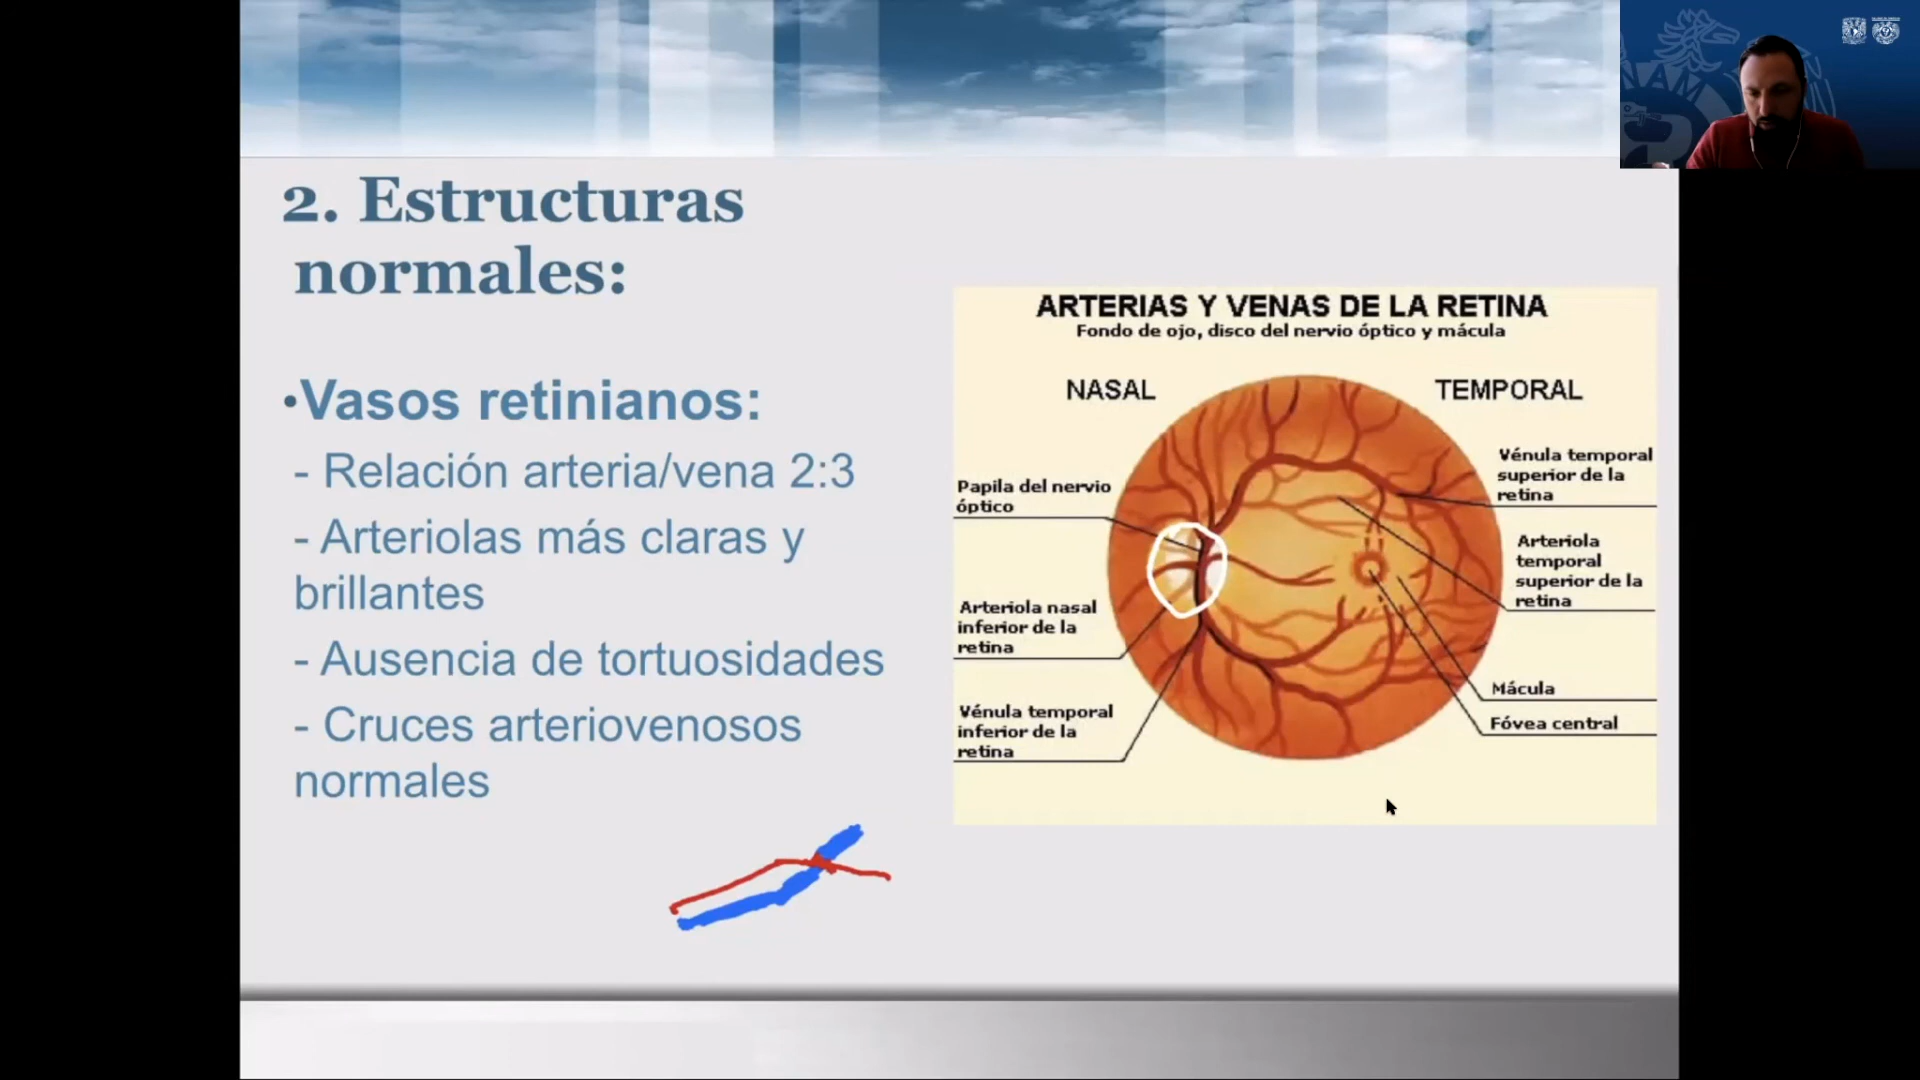 2. Estructuras
normales:
•Vasos retinianos:
- Relación arteria/vena 2:3
- Arteriolas más claras y
brillantes
- Ausencia de tortuosidades
- Cruces arteriovenosos
normales
ARTERIAS Y VENAS DE LA RETINA
Fondo de ojo, disco del nervio óptico y mácula
NASAL
TEMPORAL
Papila del nervio
óptico
Arteriola nasal
inferior de la
retina
Vénula temporal
inferior de la
retina
Vénula temporal
superior de la
retina
Arteriola
temporal
superior de la
retina
Mácula
Fóvea central